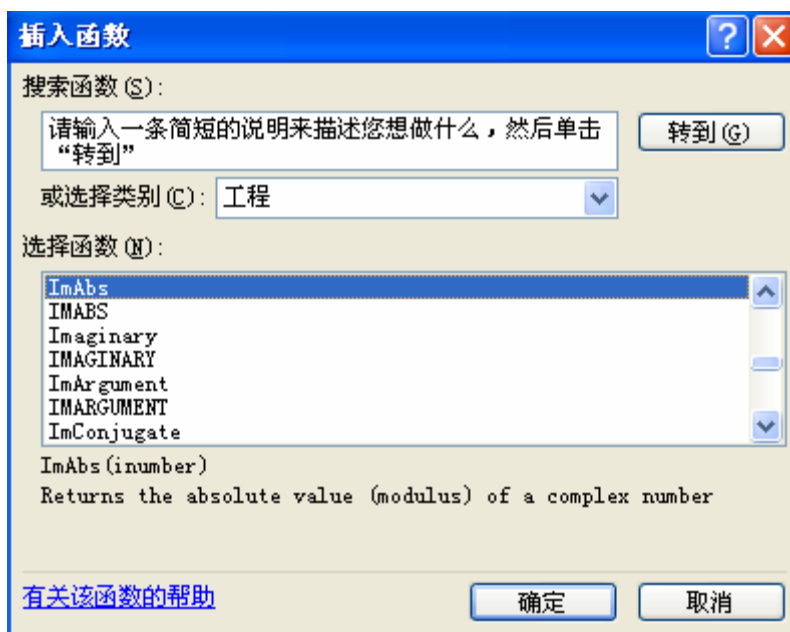 插入函数
搜索函数(S):
请输入一条简短的说明来描述您想做什么，然后单击
“转到”
转到(G)
或选择类别(C): 工程
选择函数(N):
ImAbs
IMABS
Imaginary
IMAGINARY
ImArgument
IMARGUMENT
ImConjugate
ImAbs(inumber)
Returns the absolute value (modulus) of a complex number
有关该函数的帮助
确定
取消